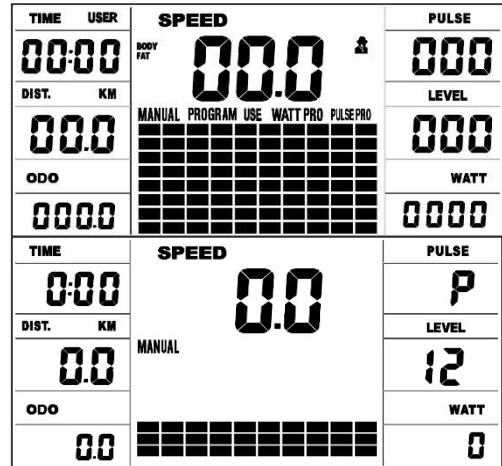 TIME USER SPEED PULSE
00:00 BODY FAT 00.0 000
DIST. KM LEVEL
00.0 MANUAL PROGRAM USE WATT PRO PULSE PRO 000
ODO WATT
000.0 0000
TIME SPEED PULSE
0:00 0.0 P
DIST. KM LEVEL
0.0 MANUAL 12
ODO WATT
0.0 0